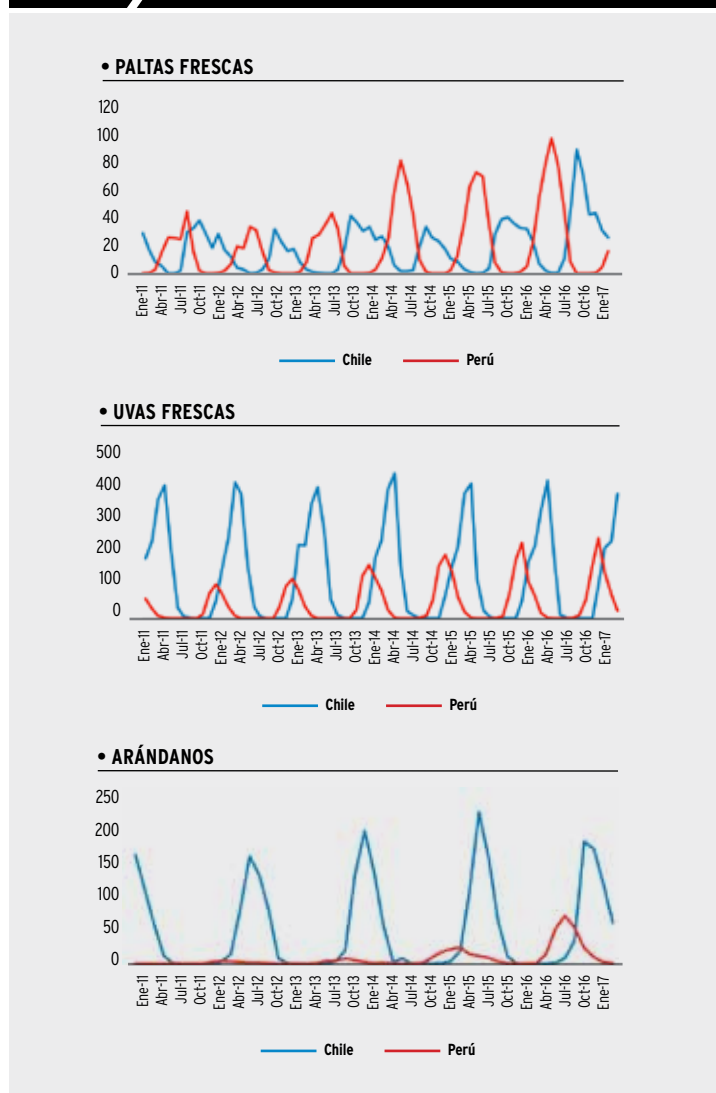 • PALTAS FRESCAS
120
100
80
60
40
20
0
Ene-11 Abr-11 Jul-11 Oct-11 Ene-12 Abr-12 Jul-12 Oct-12 Ene-13 Abr-13 Jul-13 Oct-13 Ene-14 Abr-14 Jul-14 Oct-14 Ene-15 Abr-15 Jul-15 Oct-15 Ene-16 Abr-16 Jul-16 Oct-16 Ene-17
Chile Perú
• UVAS FRESCAS
500
400
300
200
100
0
Ene-11 Abr-11 Jul-11 Oct-11 Ene-12 Abr-12 Jul-12 Oct-12 Ene-13 Abr-13 Jul-13 Oct-13 Ene-14 Abr-14 Jul-14 Oct-14 Ene-15 Abr-15 Jul-15 Oct-15 Ene-16 Abr-16 Jul-16 Oct-16 Ene-17
Chile Perú
• ARÁNDANOS
250
200
150
100
50
0
Ene-11 Abr-11 Jul-11 Oct-11 Ene-12 Abr-12 Jul-12 Oct-12 Ene-13 Abr-13 Jul-13 Oct-13 Ene-14 Abr-14 Jul-14 Oct-14 Ene-15 Abr-15 Jul-15 Oct-15 Ene-16 Abr-16 Jul-16 Oct-16 Ene-17
Chile Perú